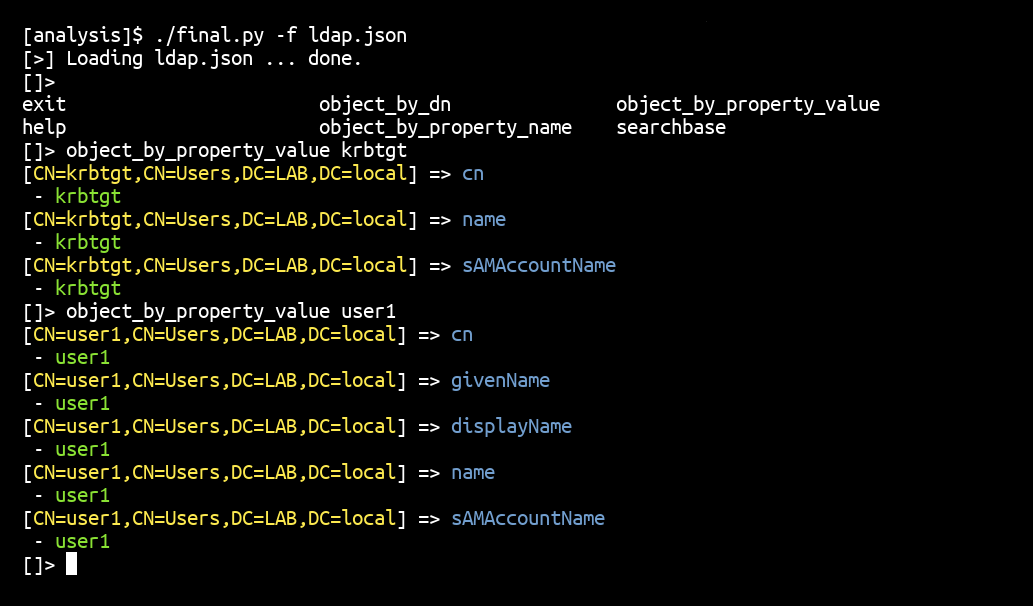 [analysis]$ ./final.py -f ldap.json
[>] Loading ldap.json ... done.
[]>
exit                       object_by_dn               object_by_property_value
help                       object_by_property_name    searchbase
[]> object_by_property_value krbtgt
[CN=krbtgt,CN=Users,DC=LAB,DC=local] => cn
 - krbtgt
[CN=krbtgt,CN=Users,DC=LAB,DC=local] => name
 - krbtgt
[CN=krbtgt,CN=Users,DC=LAB,DC=local] => sAMAccountName
 - krbtgt
[]> object_by_property_value user1
[CN=user1,CN=Users,DC=LAB,DC=local] => cn
 - user1
[CN=user1,CN=Users,DC=LAB,DC=local] => givenName
 - user1
[CN=user1,CN=Users,DC=LAB,DC=local] => displayName
 - user1
[CN=user1,CN=Users,DC=LAB,DC=local] => name
 - user1
[CN=user1,CN=Users,DC=LAB,DC=local] => sAMAccountName
 - user1
[]>